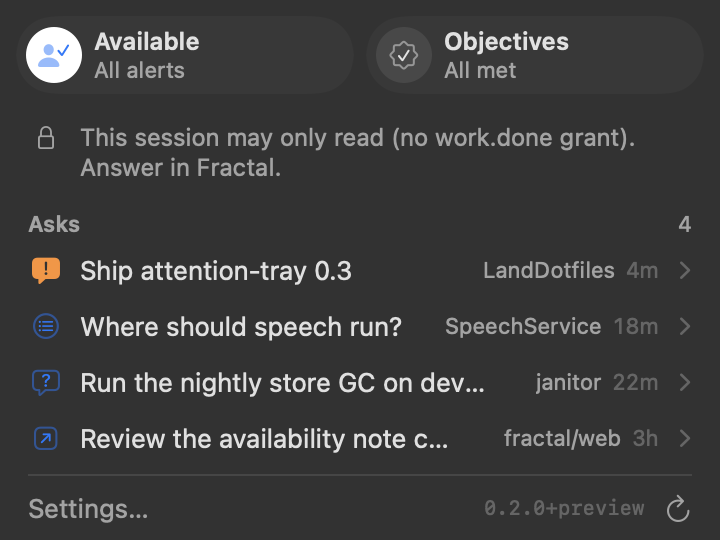 Available
All alerts
Objectives
All met
This session may only read (no work.done grant).
Answer in Fractal.
Asks 4
Ship attention-tray 0.3 LandDotfiles 4m
Where should speech run? SpeechService 18m
Run the nightly store GC on dev... janitor 22m
Review the availability note c... fractal/web 3h
Settings... 0.2.0+preview